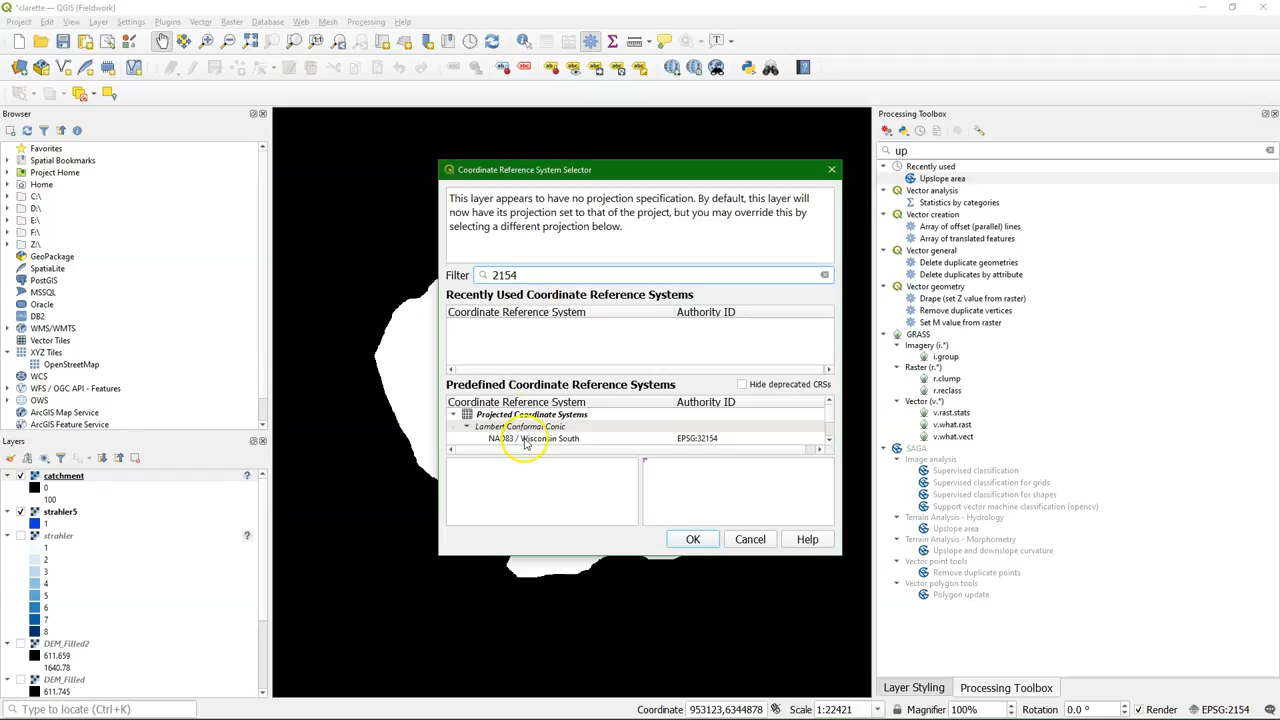 *clarette — QGIS [Fieldwork]
Project Edit View Layer Settings Plugins Vector Raster Database Web Mesh Processing Help
Browser
Favorites
Spatial Bookmarks
Project Home
Home
C:\
D:\
E:\
F:\
Z:\
GeoPackage
SpatiaLite
PostGIS
MSSQL
Oracle
DB2
WMS/WMTS
Vector Tiles
XYZ Tiles
OpenStreetMap
WCS
WFS / OGC API - Features
OWS
ArcGIS Map Service
ArcGIS Feature Service
Layers
catchment
0
100
strahler5
1
strahler
1
2
3
4
5
6
7
8
DEM_Filled2
611.659
1640.78
DEM_Filled
611.745
Coordinate Reference System Selector
This layer appears to have no projection specification. By default, this layer will
now have its projection set to that of the project, but you may override this by
selecting a different projection below.
Filter 2154
Recently Used Coordinate Reference Systems
Coordinate Reference System Authority ID
Predefined Coordinate Reference Systems Hide deprecated CRSs
Coordinate Reference System Authority ID
Projected Coordinate Systems
Lambert Conformal Conic
NAD83 / Wisconsin South EPSG:32154
OK Cancel Help
Processing Toolbox
up
Recently used
Upslope area
Vector analysis
Statistics by categories
Vector creation
Array of offset (parallel) lines
Array of translated features
Vector general
Delete duplicate geometries
Delete duplicates by attribute
Vector geometry
Drape (set Z value from raster)
Remove duplicate vertices
Set M value from raster
GRASS
Imagery (i.*)
i.group
Raster (r.*)
r.clump
r.reclass
Vector (v.*)
v.rast.stats
v.what.rast
v.what.vect
SAGA
Image analysis
Supervised classification
Supervised classification for grids
Supervised classification for shapes
Support vector machine classification (opencv)
Terrain Analysis - Hydrology
Upslope area
Terrain Analysis - Morphometry
Upslope and downslope curvature
Vector point tools
Remove duplicate points
Vector polygon tools
Polygon update
Layer Styling Processing Toolbox
Type to locate (Ctrl+K) Coordinate 953123,6344878 Scale 1:22421 Magnifier 100% Rotation 0.0 ° Render EPSG:2154